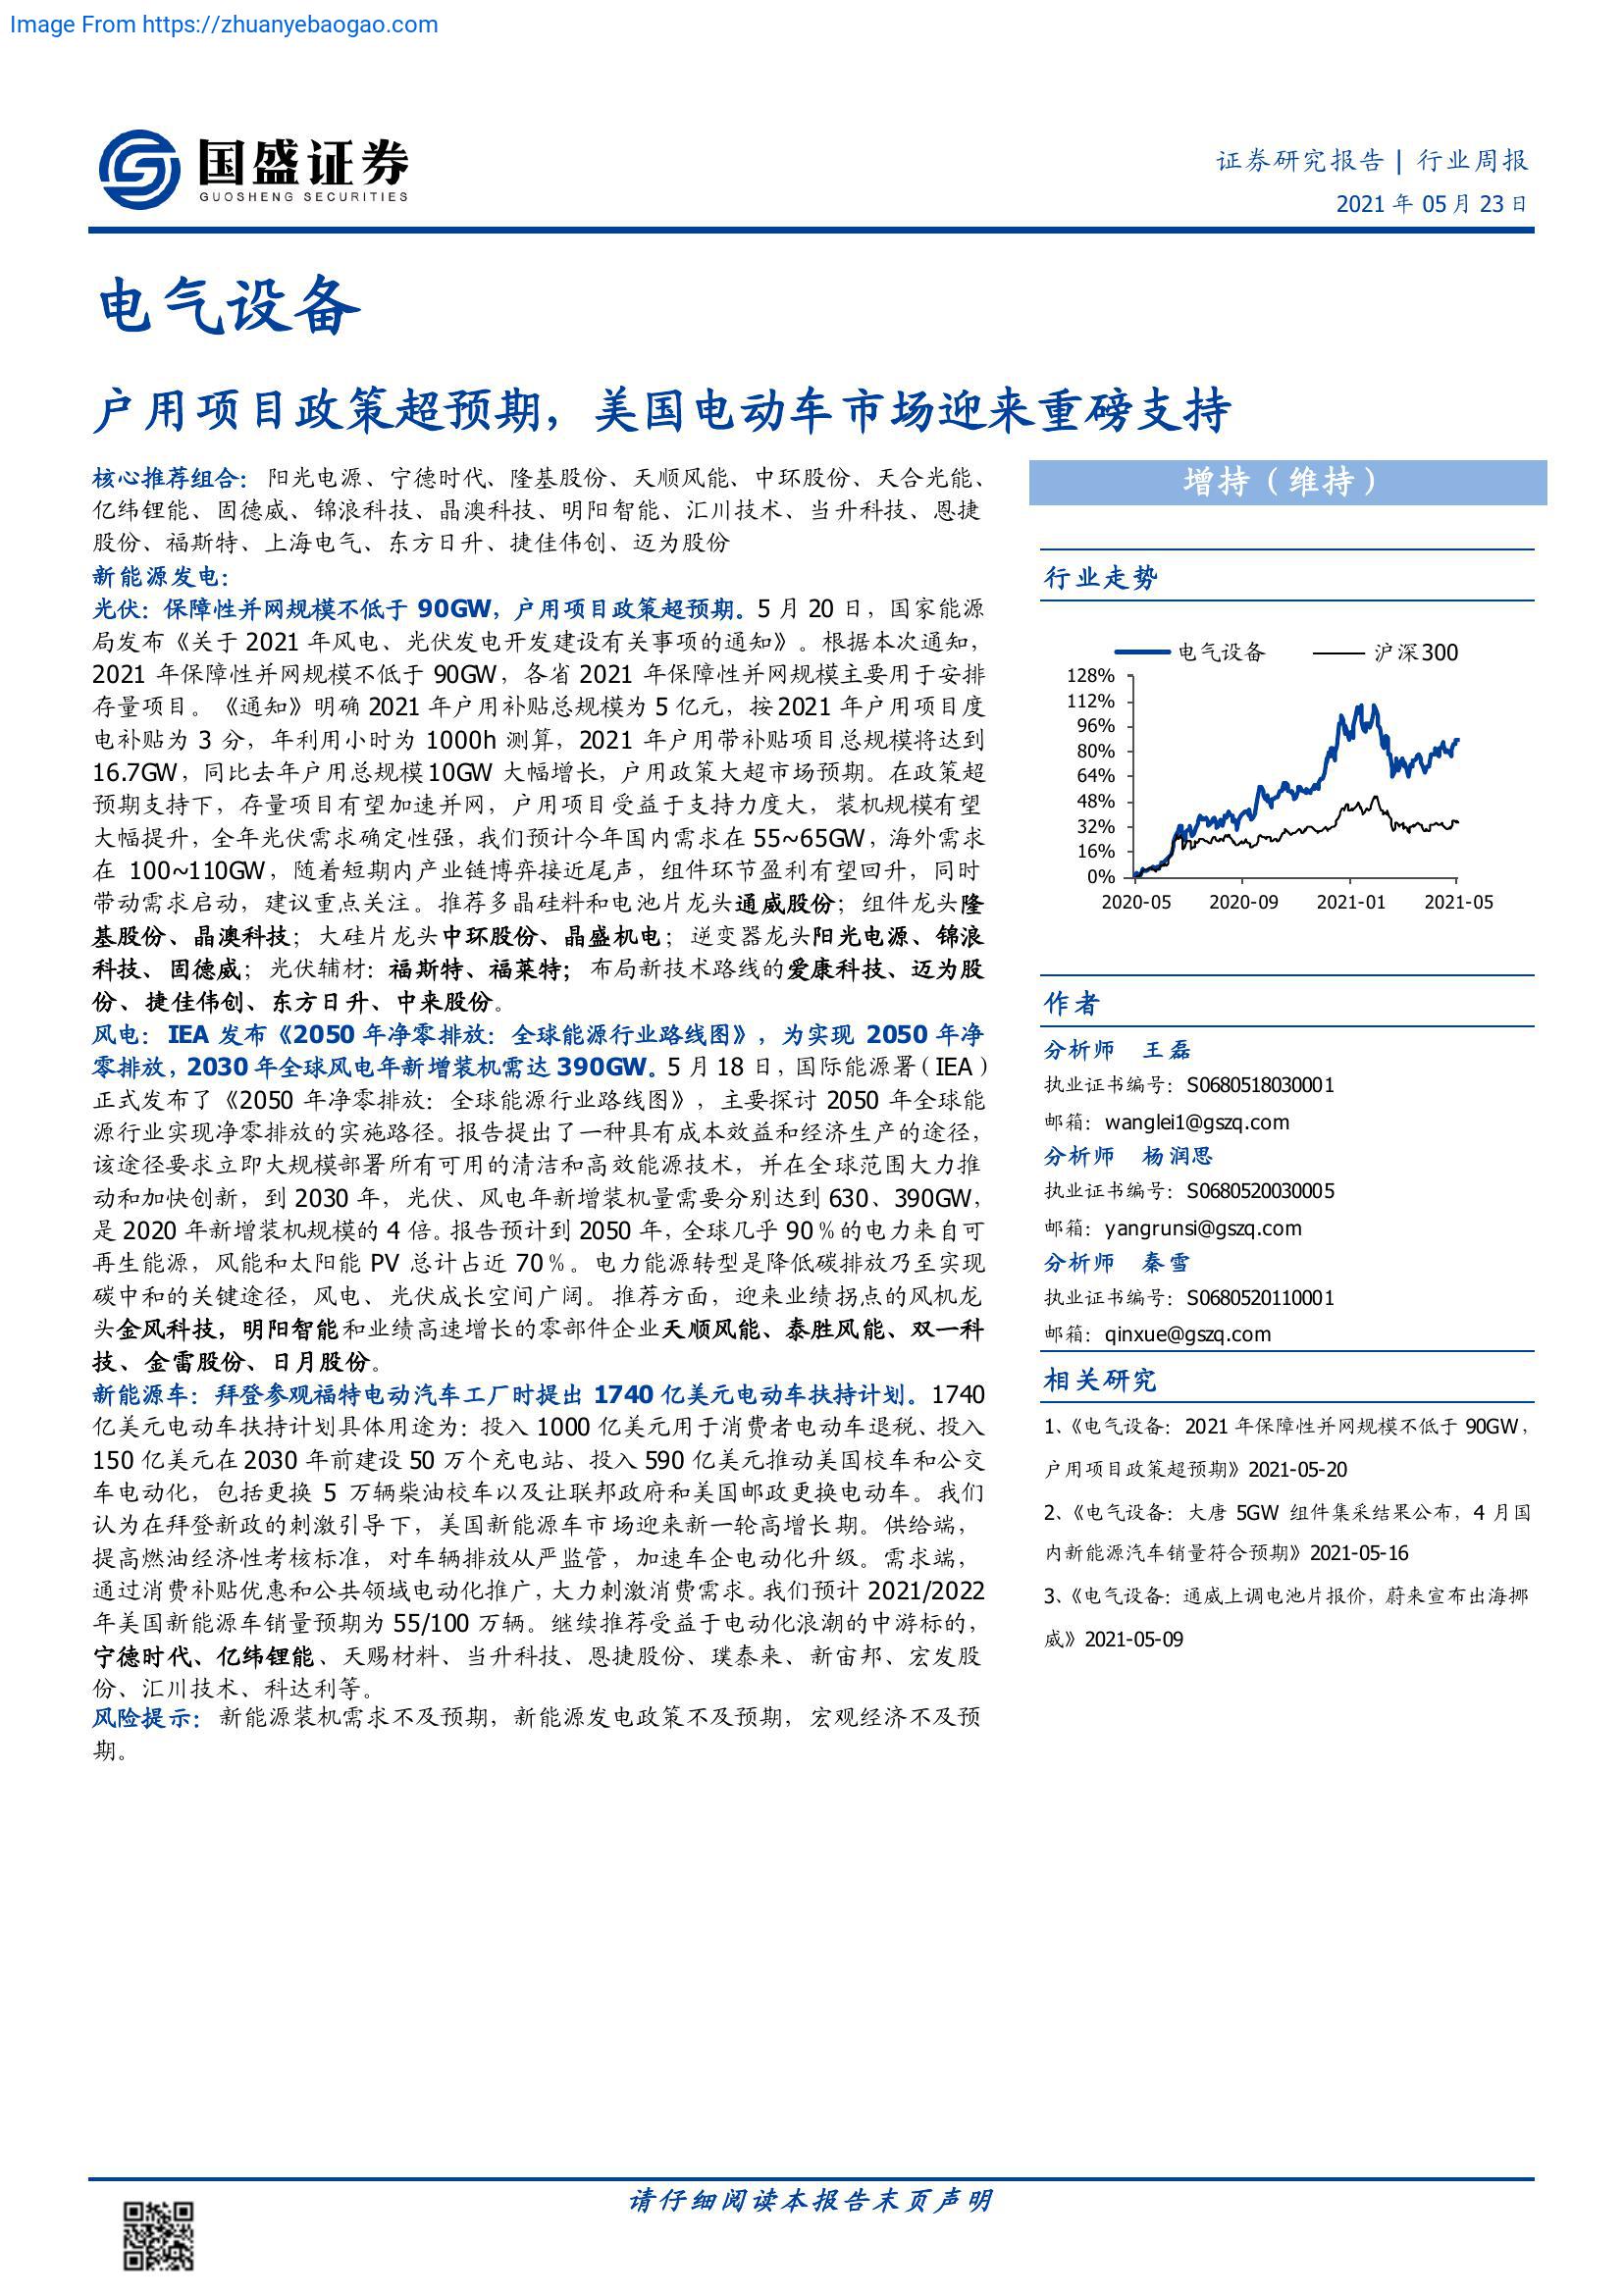 Image From https://zhuanyebaogao.com
国盛证券
GUOSHENG SECURITIES
证券研究报告 | 行业周报
2021 年 05 月 23 日
电气设备
户用项目政策超预期，美国电动车市场迎来重磅支持
核心推荐组合：阳光电源、宁德时代、隆基股份、天顺风能、中环股份、天合光能、
亿纬锂能、固德威、锦浪科技、晶澳科技、明阳智能、汇川技术、当升科技、恩捷
股份、福斯特、上海电气、东方日升、捷佳伟创、迈为股份
新能源发电：
光伏：保障性并网规模不低于 90GW，户用项目政策超预期。5 月 20 日，国家能源
局发布《关于 2021 年风电、光伏发电开发建设有关事项的通知》。根据本次通知，
2021 年保障性并网规模不低于 90GW，各省 2021 年保障性并网规模主要用于安排
存量项目。《通知》明确 2021 年户用补贴总规模为 5 亿元，按 2021 年户用项目度
电补贴为 3 分，年利用小时为 1000h 测算，2021 年户用带补贴项目总规模将达到
16.7GW，同比去年户用总规模 10GW 大幅增长，户用政策大超市场预期。在政策超
预期支持下，存量项目有望加速并网，户用项目受益于支持力度大，装机规模有望
大幅提升，全年光伏需求确定性强，我们预计今年国内需求在 55~65GW，海外需求
在 100~110GW，随着短期内产业链博弈接近尾声，组件环节盈利有望回升，同时
带动需求启动，建议重点关注。推荐多晶硅料和电池片龙头通威股份；组件龙头隆
基股份、晶澳科技；大硅片龙头中环股份、晶盛机电；逆变器龙头阳光电源、锦浪
科技、固德威；光伏辅材：福斯特、福莱特；布局新技术路线的爱康科技、迈为股
份、捷佳伟创、东方日升、中来股份。
风电：IEA 发布《2050 年净零排放：全球能源行业路线图》，为实现 2050 年净
零排放，2030 年全球风电年新增装机需达 390GW。5 月 18 日，国际能源署（IEA）
正式发布了《2050 年净零排放：全球能源行业路线图》，主要探讨 2050 年全球能
源行业实现净零排放的实施路径。报告提出了一种具有成本效益和经济生产的途径，
该途径要求立即大规模部署所有可用的清洁和高效能源技术，并在全球范围大力推
动和加快创新，到 2030 年，光伏、风电年新增装机量需要分别达到 630、390GW，
是 2020 年新增装机规模的 4 倍。报告预计到 2050 年，全球几乎 90％的电力来自可
再生能源，风能和太阳能 PV 总计占近 70％。电力能源转型是降低碳排放乃至实现
碳中和的关键途径，风电、光伏成长空间广阔。推荐方面，迎来业绩拐点的风机龙
头金风科技，明阳智能和业绩高速增长的零部件企业天顺风能、泰胜风能、双一科
技、金雷股份、日月股份。
新能源车：拜登参观福特电动汽车工厂时提出 1740 亿美元电动车扶持计划。1740
亿美元电动车扶持计划具体用途为：投入 1000 亿美元用于消费者电动车退税、投入
150 亿美元在 2030 年前建设 50 万个充电站、投入 590 亿美元推动美国校车和公交
车电动化，包括更换 5 万辆柴油校车以及让联邦政府和美国邮政更换电动车。我们
认为在拜登新政的刺激引导下，美国新能源车市场迎来新一轮高增长期。供给端，
提高燃油经济性考核标准，对车辆排放从严监管，加速车企电动化升级。需求端，
通过消费补贴优惠和公共领域电动化推广，大力刺激消费需求。我们预计 2021/2022
年美国新能源车销量预期为 55/100 万辆。继续推荐受益于电动化浪潮的中游标的，
宁德时代、亿纬锂能、天赐材料、当升科技、恩捷股份、璞泰来、新宙邦、宏发股
份、汇川技术、科达利等。
风险提示：新能源装机需求不及预期，新能源发电政策不及预期，宏观经济不及预
期。
增持（维持）
行业走势
电气设备 沪深300
128%
112%
96%
80%
64%
48%
32%
16%
0%
2020-05 2020-09 2021-01 2021-05
作者
分析师 王磊
执业证书编号：S0680518030001
邮箱：wanglei1@gszq.com
分析师 杨润思
执业证书编号：S0680520030005
邮箱：yangrunsi@gszq.com
分析师 秦雪
执业证书编号：S0680520110001
邮箱：qinxue@gszq.com
相关研究
1、《电气设备：2021 年保障性并网规模不低于 90GW，
户用项目政策超预期》2021-05-20
2、《电气设备：大唐 5GW 组件集采结果公布，4 月国
内新能源汽车销量符合预期》2021-05-16
3、《电气设备：通威上调电池片报价，蔚来宣布出海挪
威》2021-05-09
请仔细阅读本报告末页声明